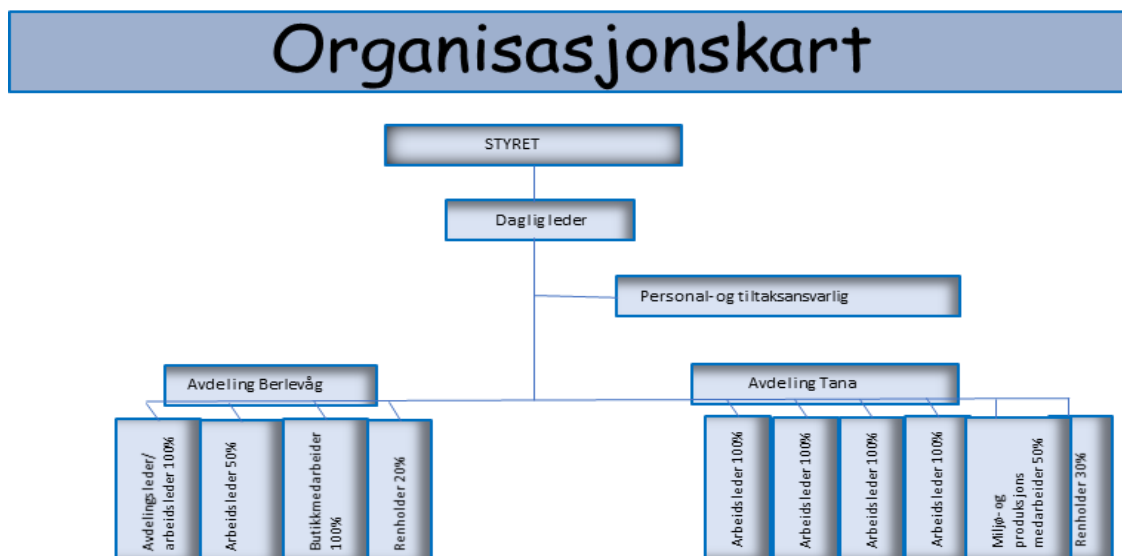 Organisasjonskart
STYRET
Daglig leder
Personal- og tiltaksansvarlig
Avdeling Berlevåg
Avdeling Tana
Avdelingsleder/
arbeidsleder 100%
Arbeidsleder 50%
Butikkmedarbeider
100%
Renholder 20%
Arbeidsleder 100%
Arbeidsleder 100%
Arbeidsleder 100%
Arbeidsleder 100%
Miljø- og
produksjons
medarbeider 50%
Renholder 30%